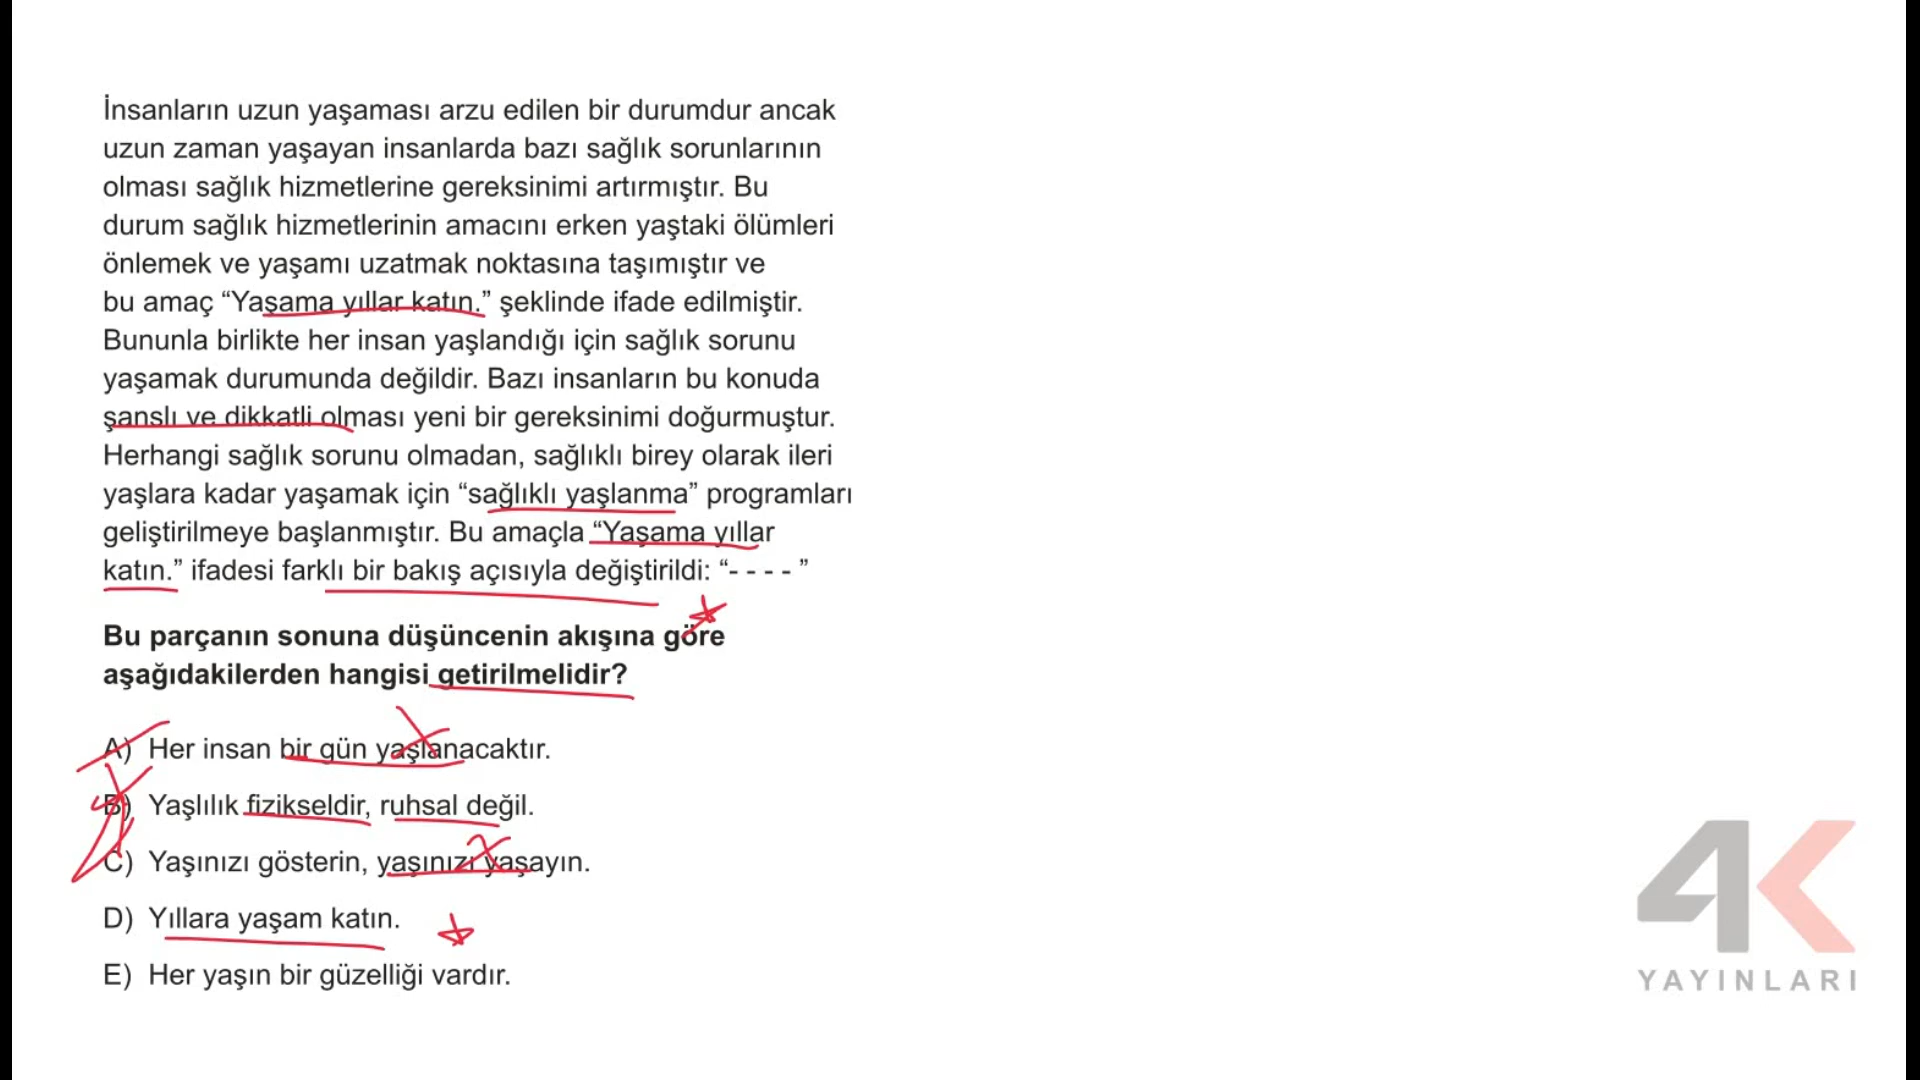 İnsanların uzun yaşaması arzu edilen bir durumdur ancak
uzun zaman yaşayan insanlarda bazı sağlık sorunlarının
olması sağlık hizmetlerine gereksinimi artırmıştır. Bu
durum sağlık hizmetlerinin amacını erken yaştaki ölümleri
önlemek ve yaşamı uzatmak noktasına taşımıştır ve
bu amaç “Yaşama yıllar katın.” şeklinde ifade edilmiştir.
Bununla birlikte her insan yaşlandığı için sağlık sorunu
yaşamak durumunda değildir. Bazı insanların bu konuda
şanslı ve dikkatli olması yeni bir gereksinimi doğurmuştur.
Herhangi sağlık sorunu olmadan, sağlıklı birey olarak ileri
yaşlara kadar yaşamak için “sağlıklı yaşlanma” programları
geliştirilmeye başlanmıştır. Bu amaçla “Yaşama yıllar
katın.” ifadesi farklı bir bakış açısıyla değiştirildi: “- - - - ”
Bu parçanın sonuna düşüncenin akışına göre
aşağıdakilerden hangisi getirilmelidir?
A) Her insan bir gün yaşlanacaktır.
B) Yaşlılık fizikseldir, ruhsal değil.
C) Yaşınızı gösterin, yaşınızı yaşayın.
D) Yıllara yaşam katın.
E) Her yaşın bir güzelliği vardır.
4K
YAYINLARI